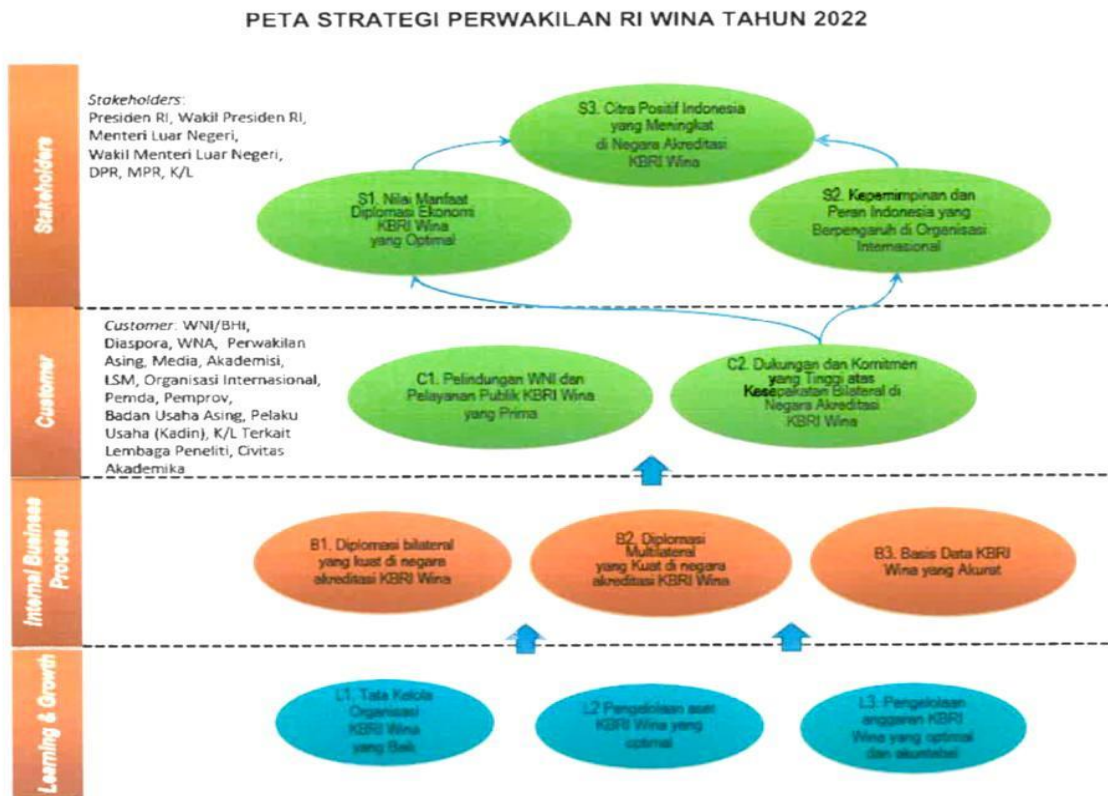 PETA STRATEGI PERWAKILAN RI WINA TAHUN 2022
Stakeholders
Stakeholders:
Presiden RI, Wakil Presiden RI,
Menteri Luar Negeri,
Wakil Menteri Luar Negeri,
DPR, MPR, K/L
S3. Citra Positif Indonesia
yang Meningkat
di Negara Akreditasi
KBRI Wina
S1. Nilai Manfaat
Diplomasi Ekonomi
KBRI Wina
yang Optimal
S2. Kepemimpinan dan
Peran Indonesia yang
Berpengaruh di Organisasi
Internasional
Customer
Customer: WNI/BHI,
Diaspora, WNA, Perwakilan
Asing, Media, Akademisi,
LSM, Organisasi Internasional,
Pemda, Pemprov,
Badan Usaha Asing, Pelaku
Usaha (Kadin), K/L Terkait
Lembaga Peneliti, Civitas
Akademika
C1. Pelindungan WNI dan
Pelayanan Publik KBRI Wina
yang Prima
C2. Dukungan dan Komitmen
yang Tinggi atas
Kesepakatan Bilateral di
Negara Akreditasi
KBRI Wina
Internal Business
Process
B1. Diplomasi bilateral
yang kuat di negara
akreditasi KBRI Wina
B2. Diplomasi
Multilateral
yang Kuat di negara
akreditasi KBRI Wina
B3. Basis Data KBRI
Wina yang Akurat
Learning & Growth
L1. Tata Kelola
Organisasi
KBRI Wina
yang Baik
L2 Pengelolaan aset
KBRI Wina yang
optimal
L3. Pengelolaan
anggaran KBRI
Wina yang optimal
dan akuntabel